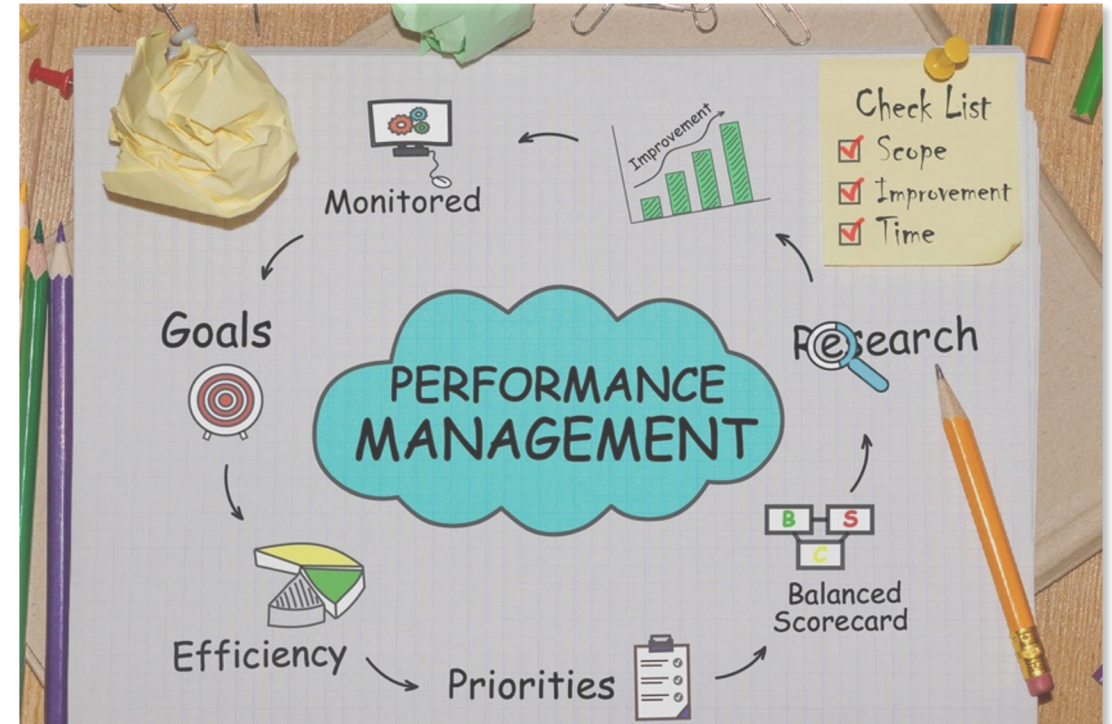 Check List
Scope
Improvement
Time
Improvement
Monitored
Goals
Research
PERFORMANCE
MANAGEMENT
B S
C
Balanced
Scorecard
Efficiency
Priorities